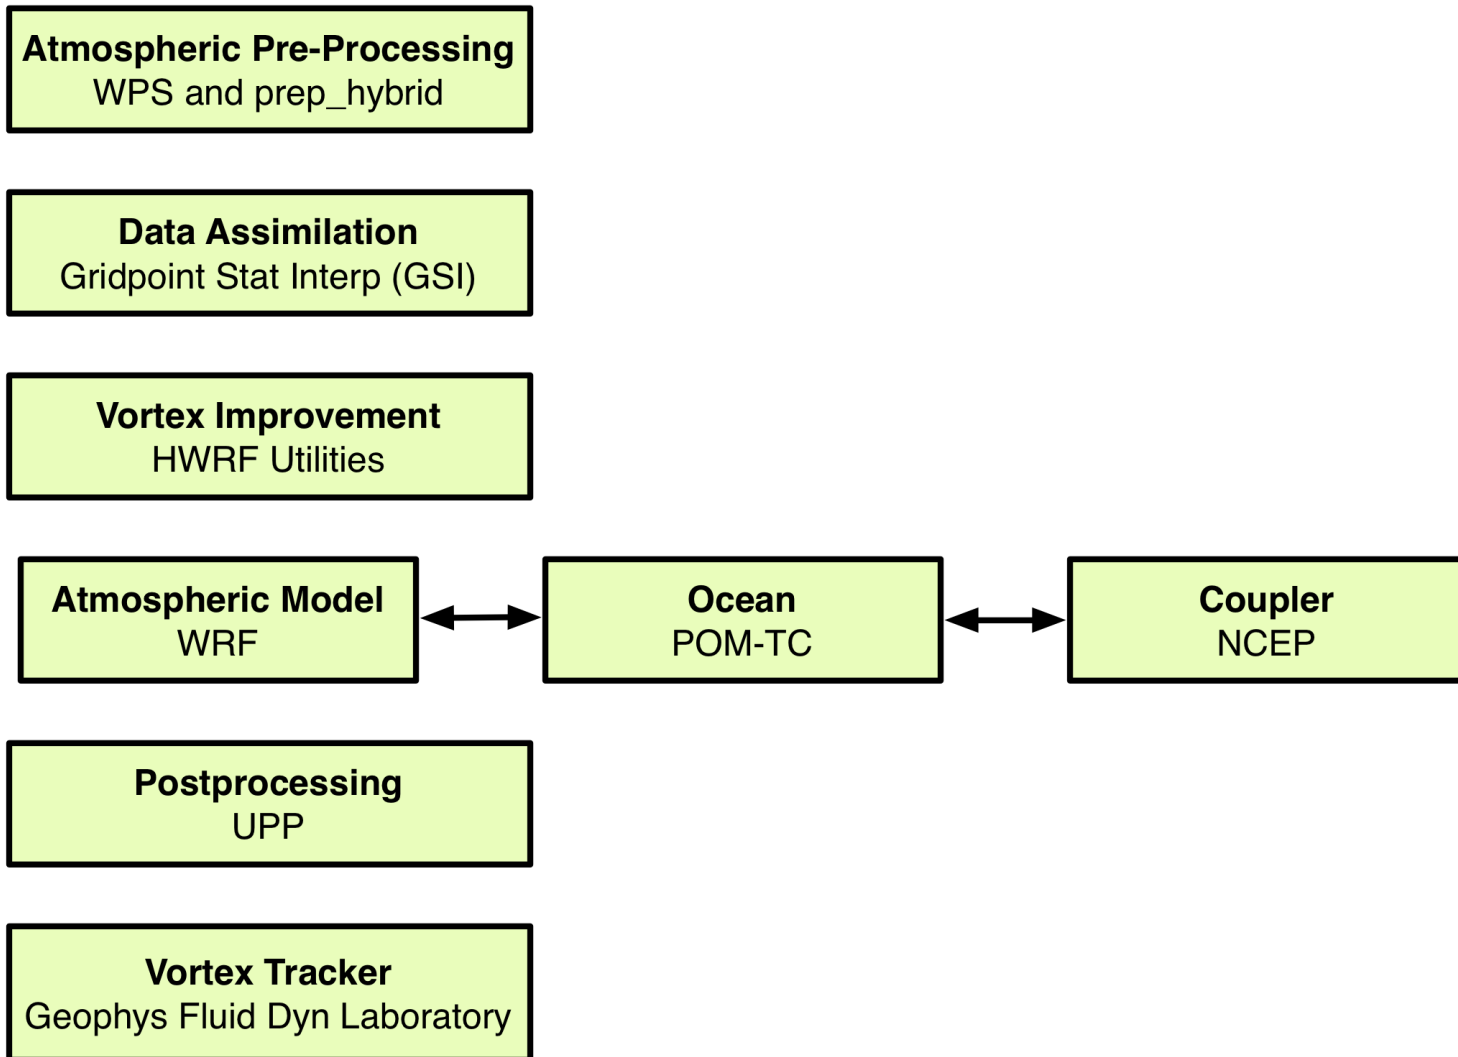 Atmospheric Pre-Processing
WPS and prep_hybrid
Data Assimilation
Gridpoint Stat Interp (GSI)
Vortex Improvement
HWRF Utilities
Atmospheric Model
WRF
Ocean
POM-TC
Coupler
NCEP
Postprocessing
UPP
Vortex Tracker
Geophys Fluid Dyn Laboratory